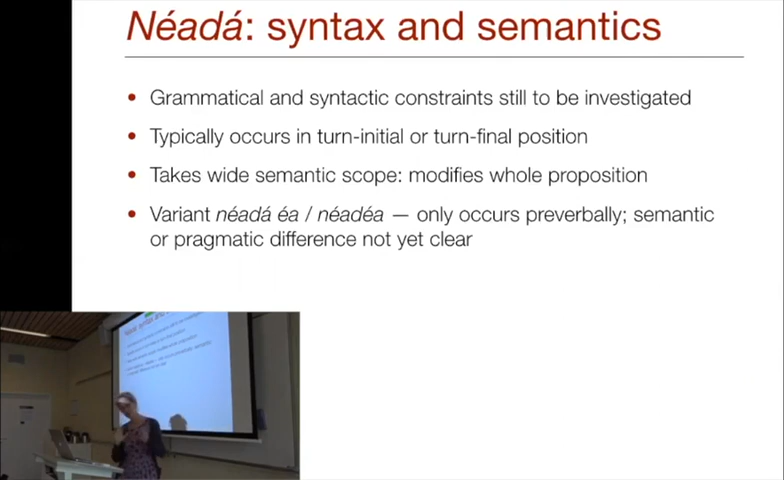 Néadá: syntax and semantics
• Grammatical and syntactic constraints still to be investigated
• Typically occurs in turn-initial or turn-final position
• Takes wide semantic scope: modifies whole proposition
• Variant néadá éa / néadéa — only occurs preverbally; semantic
or pragmatic difference not yet clear